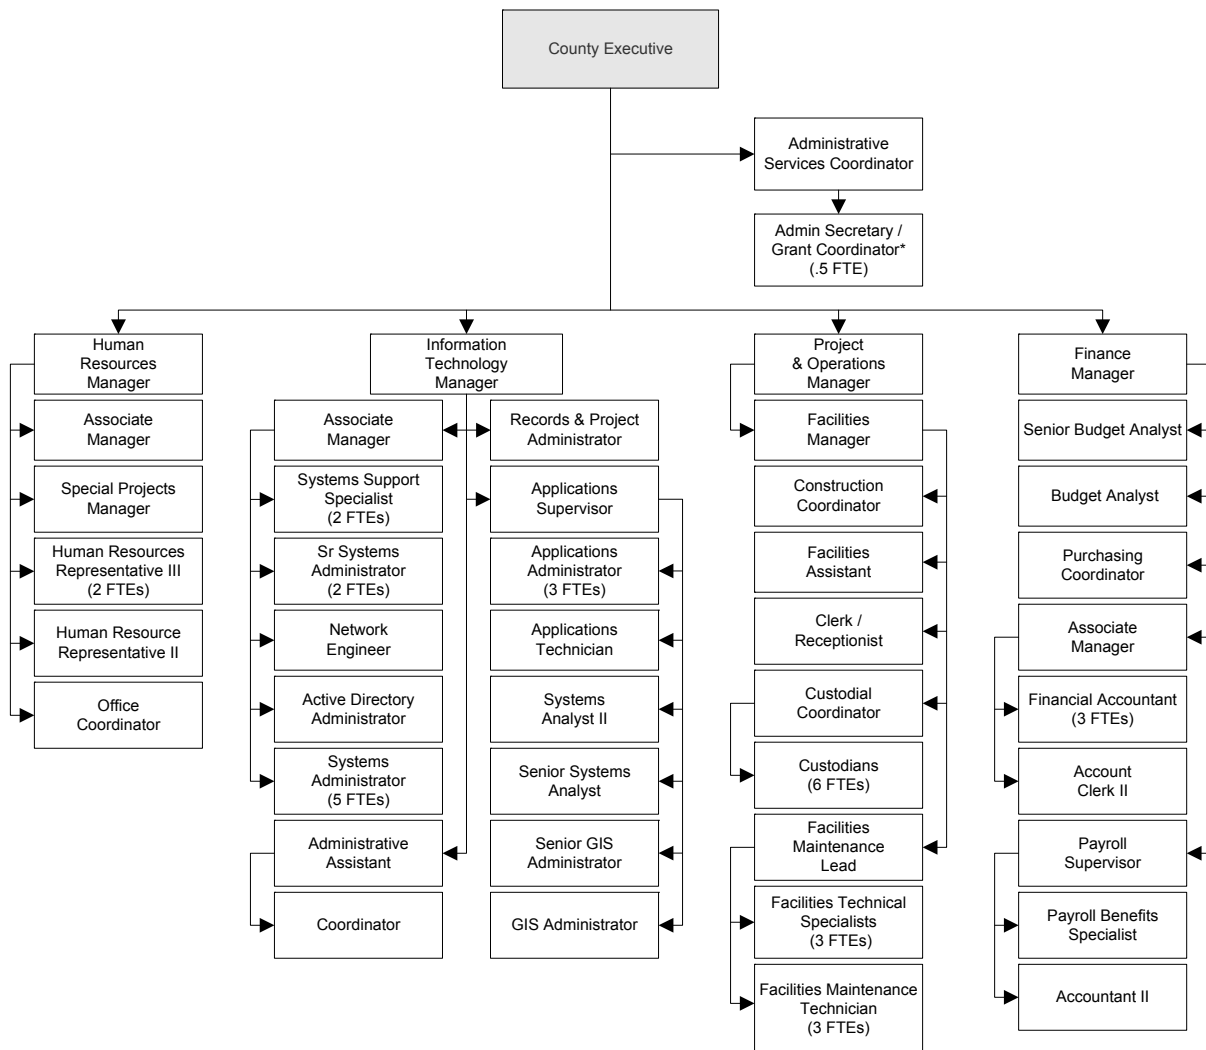 County Executive
Administrative
Services Coordinator
Admin Secretary /
Grant Coordinator*
(.5 FTE)
Human
Resources
Manager
Associate
Manager
Special Projects
Manager
Human Resources
Representative III
(2 FTEs)
Human Resource
Representative II
Office
Coordinator
Information
Technology
Manager
Associate
Manager
Systems Support
Specialist
(2 FTEs)
Sr Systems
Administrator
(2 FTEs)
Network
Engineer
Active Directory
Administrator
Systems
Administrator
(5 FTEs)
Administrative
Assistant
Coordinator
Records & Project
Administrator
Applications
Supervisor
Applications
Administrator
(3 FTEs)
Applications
Technician
Systems
Analyst II
Senior Systems
Analyst
Senior GIS
Administrator
GIS Administrator
Project
& Operations
Manager
Facilities
Manager
Construction
Coordinator
Facilities
Assistant
Clerk /
Receptionist
Custodial
Coordinator
Custodians
(6 FTEs)
Facilities
Maintenance
Lead
Facilities Technical
Specialists
(3 FTEs)
Facilities Maintenance
Technician
(3 FTEs)
Finance
Manager
Senior Budget Analyst
Budget Analyst
Purchasing
Coordinator
Associate
Manager
Financial Accountant
(3 FTEs)
Account
Clerk II
Payroll
Supervisor
Payroll Benefits
Specialist
Accountant II